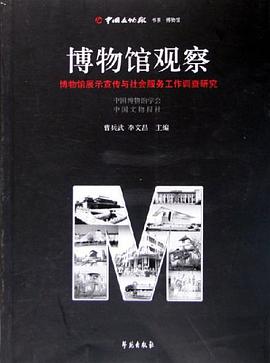 中国文物报 书系·博物馆
博物馆观察
博物馆展示宣传与社会服务工作调查研究
中国博物馆学会
中国文物报社
曹兵武 李文昌 主编
M
学苑出版社